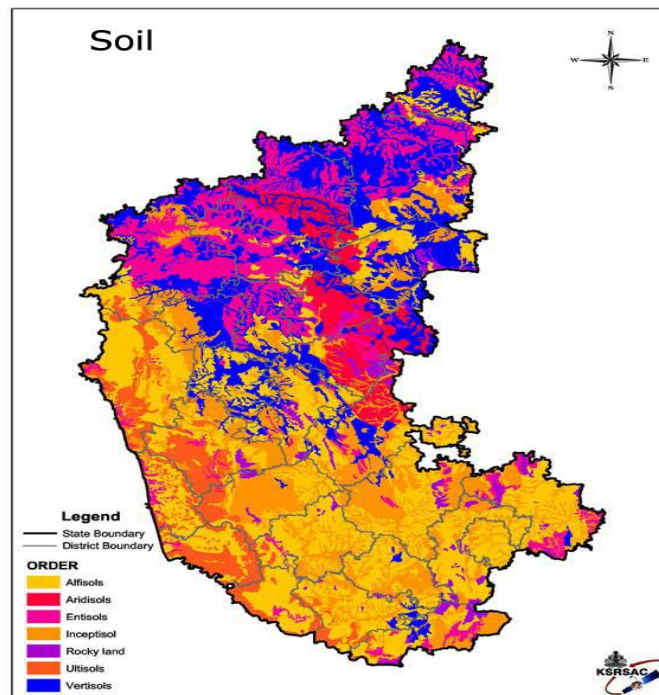 Soil
N
W E
S
Legend
State Boundary
District Boundary
ORDER
Alfisols
Aridisols
Entisols
Inceptisol
Rocky land
Ultisols
Vertisols
KSRSAC